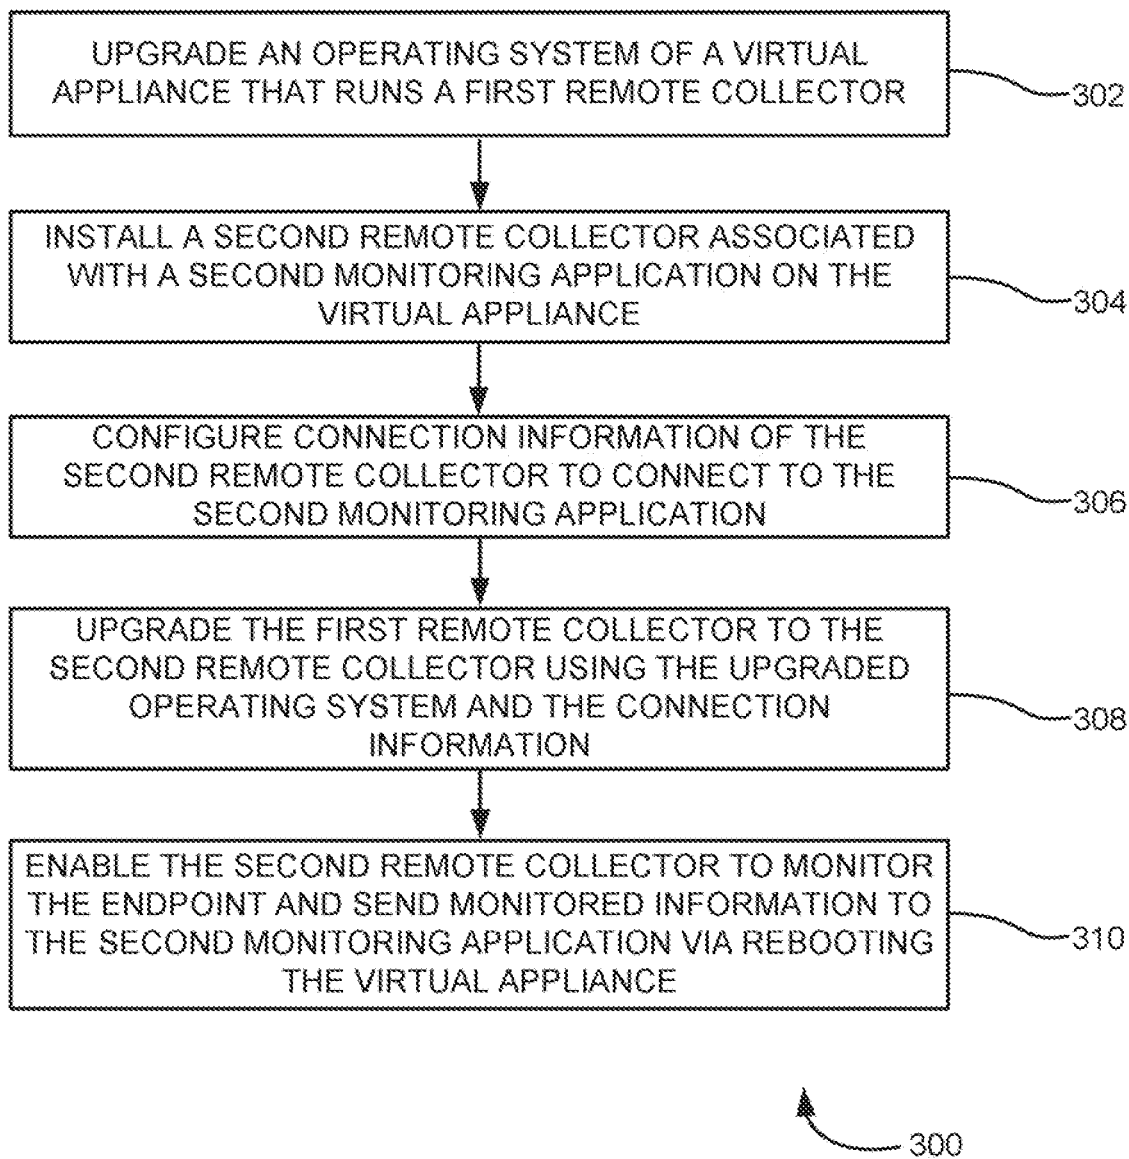 UPGRADE AN OPERATING SYSTEM OF A VIRTUAL
APPLIANCE THAT RUNS A FIRST REMOTE COLLECTOR
302
INSTALL A SECOND REMOTE COLLECTOR ASSOCIATED
WITH A SECOND MONITORING APPLICATION ON THE
VIRTUAL APPLIANCE
304
CONFIGURE CONNECTION INFORMATION OF THE
SECOND REMOTE COLLECTOR TO CONNECT TO THE
SECOND MONITORING APPLICATION
306
UPGRADE THE FIRST REMOTE COLLECTOR TO THE
SECOND REMOTE COLLECTOR USING THE UPGRADED
OPERATING SYSTEM AND THE CONNECTION
INFORMATION
308
ENABLE THE SECOND REMOTE COLLECTOR TO MONITOR
THE ENDPOINT AND SEND MONITORED INFORMATION TO
THE SECOND MONITORING APPLICATION VIA REBOOTING
THE VIRTUAL APPLIANCE
310
300